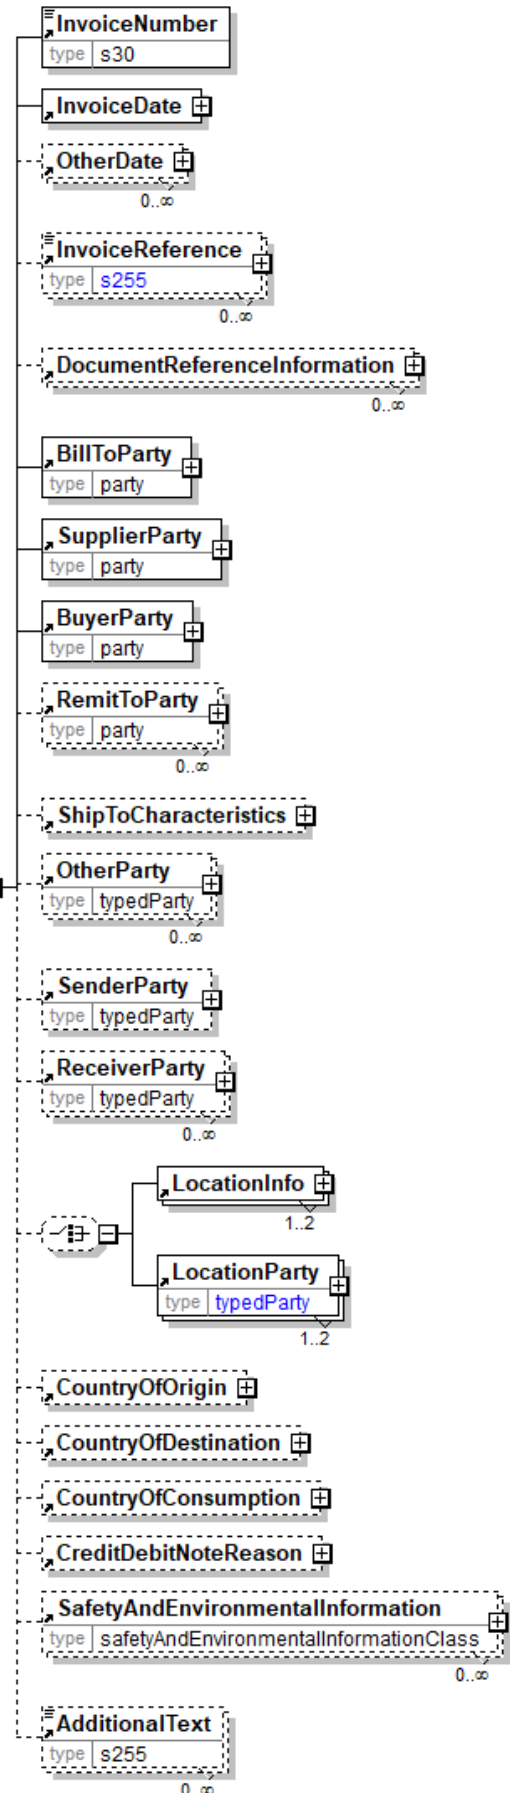 InvoiceNumber
type s30
InvoiceDate
OtherDate
0..∞
InvoiceReference
type s255
0..∞
DocumentReferenceInformation
0..∞
BillToParty
type party
SupplierParty
type party
BuyerParty
type party
RemitToParty
type party
0..∞
ShipToCharacteristics
OtherParty
type typedParty
0..∞
SenderParty
type typedParty
ReceiverParty
type typedParty
0..∞
LocationInfo
1..2
LocationParty
type typedParty
1..2
CountryOfOrigin
CountryOfDestination
CountryOfConsumption
CreditDebitNoteReason
SafetyAndEnvironmentalInformation
type safetyAndEnvironmentalInformationClass
0..∞
AdditionalText
type s255
0..∞